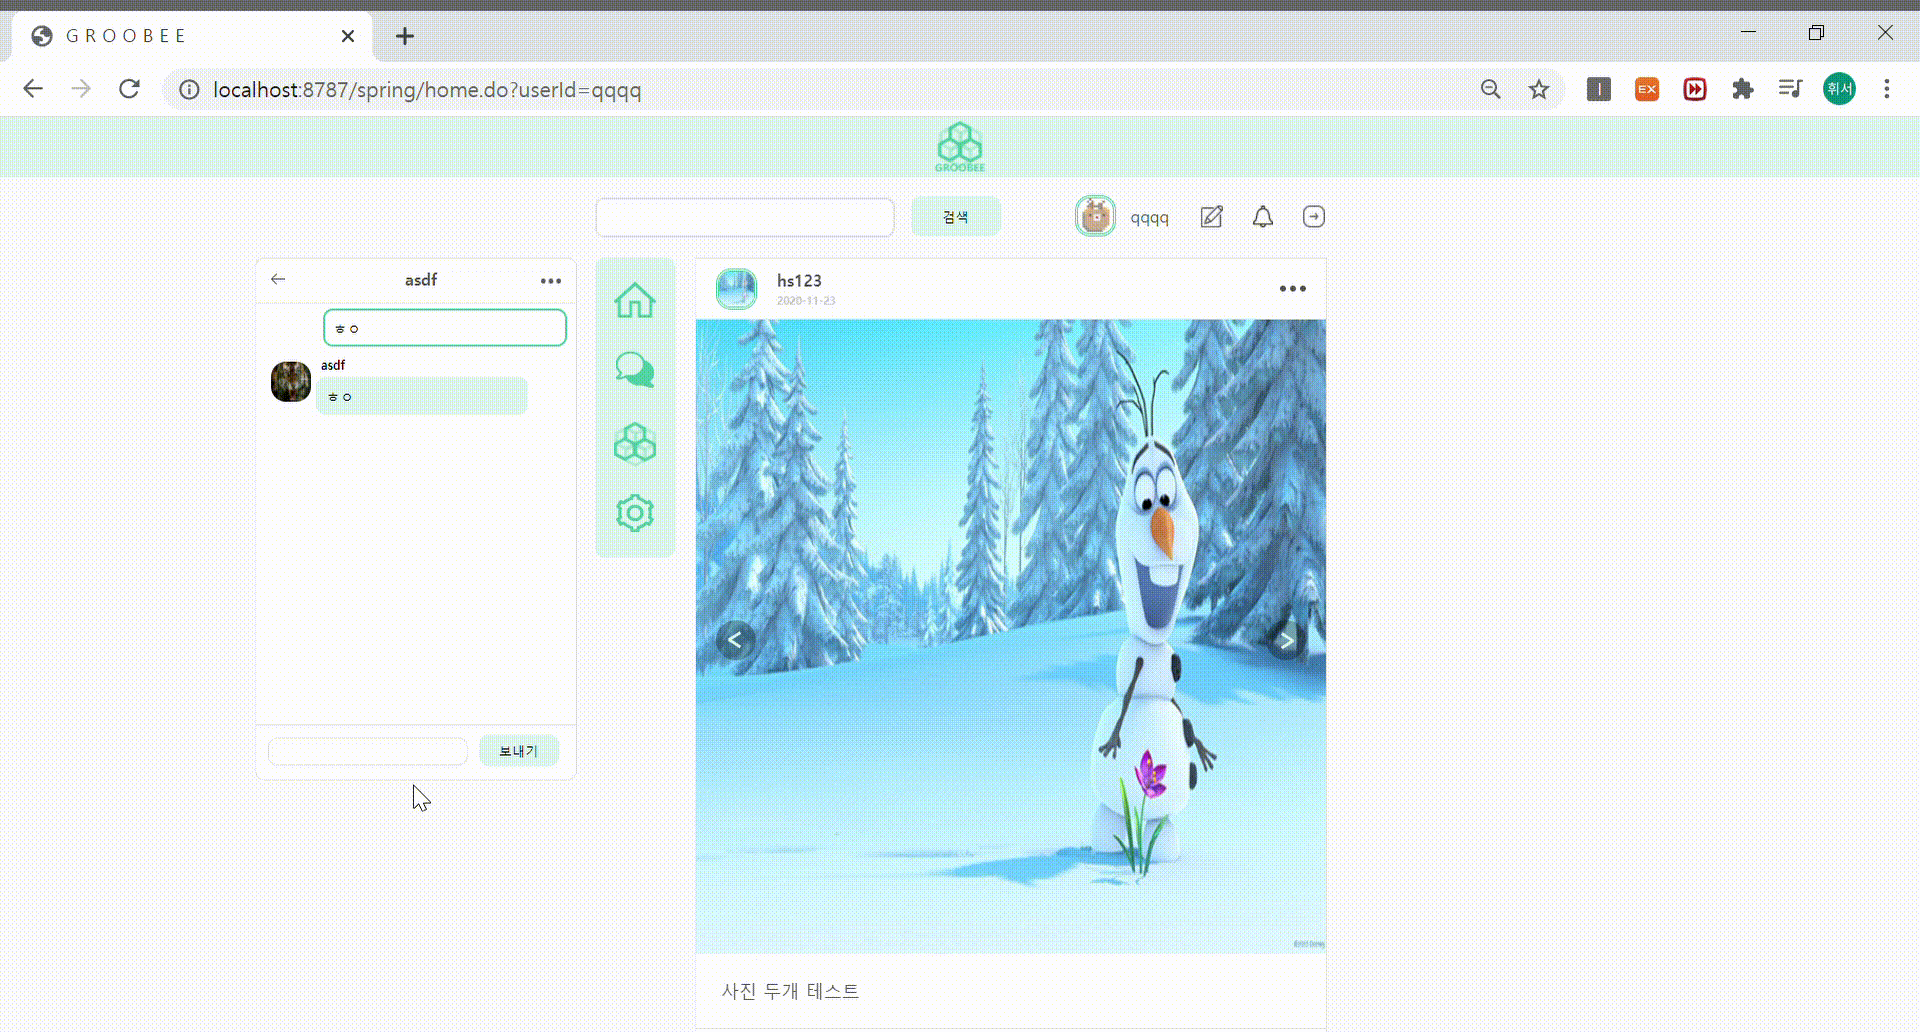 G R O O B E E
localhost:8787/spring/home.do?userId=qqqq
I
EX
휘서
GROOBEE
검색
qqqq
asdf
ㅎㅇ
asdf
ㅎㅇ
보내기
hs123
2020-11-23
<
>
사진 두개 테스트